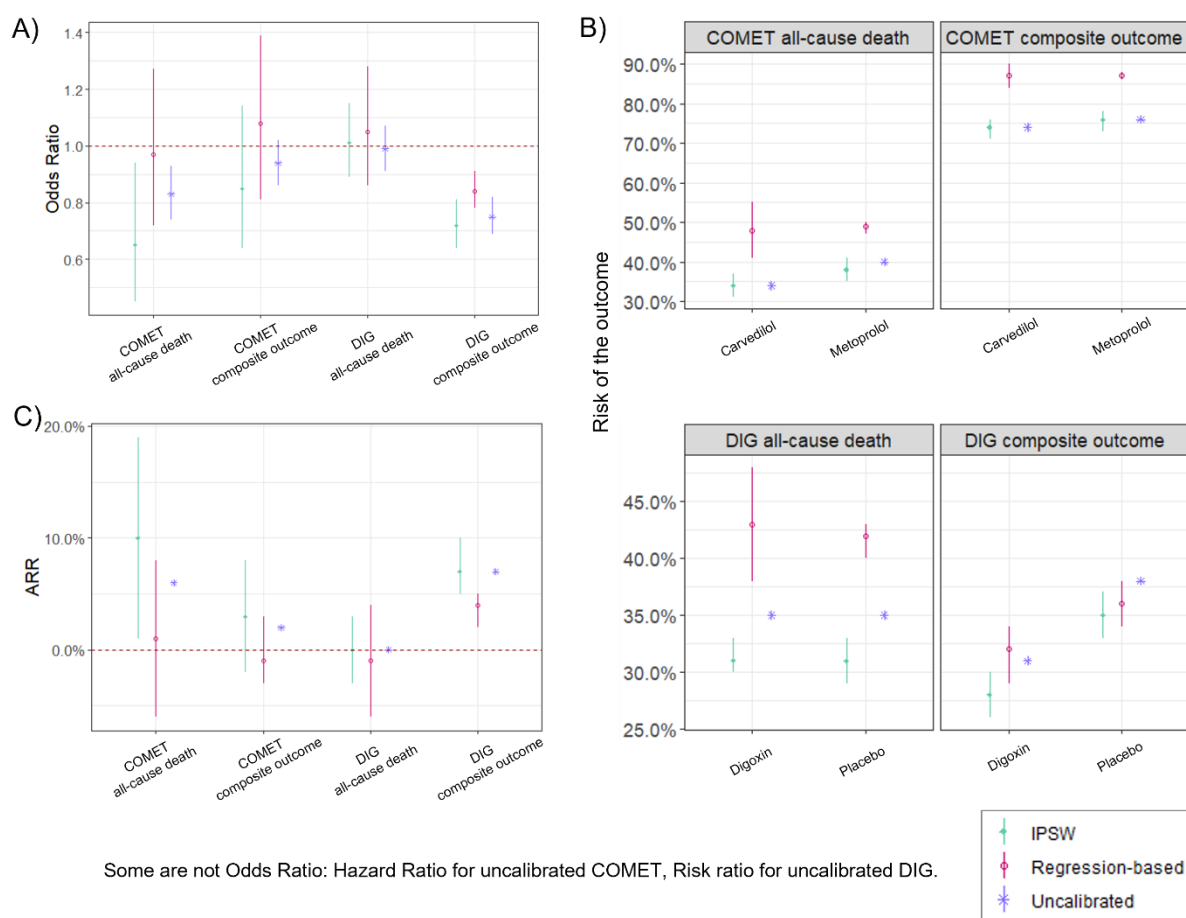 A)
1.4
1.2
1.0
0.8
0.6
Odds Ratio
COMET
all-cause death
COMET
composite outcome
DIG
all-cause death
DIG
composite outcome
B)
COMET all-cause death
COMET composite outcome
90.0%
80.0%
70.0%
60.0%
50.0%
40.0%
30.0%
Carvedilol
Metoprolol
Carvedilol
Metoprolol
Risk of the outcome
C)
20.0%
10.0%
0.0%
ARR
COMET
all-cause death
COMET
composite outcome
DIG
all-cause death
DIG
composite outcome
DIG all-cause death
DIG composite outcome
45.0%
40.0%
35.0%
30.0%
25.0%
Digoxin
Placebo
Digoxin
Placebo
IPSW
Regression-based
Uncalibrated
Some are not Odds Ratio: Hazard Ratio for uncalibrated COMET, Risk ratio for uncalibrated DIG.